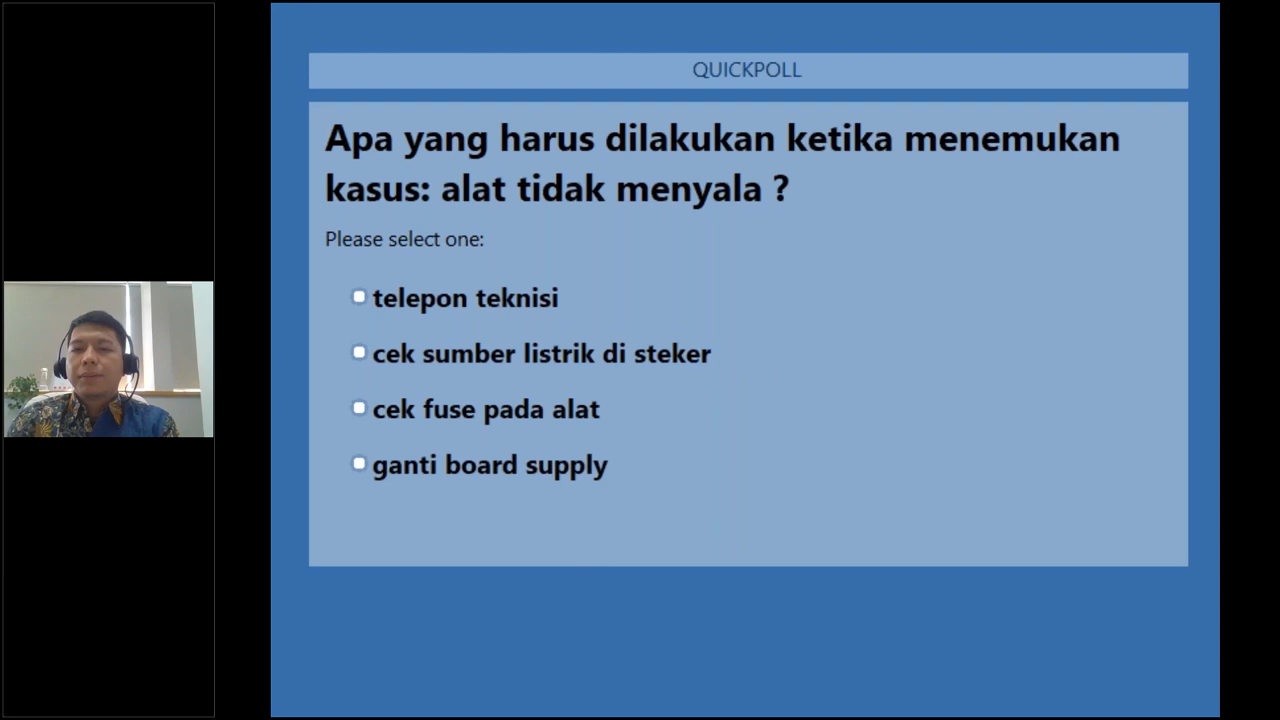 QUICKPOLL
Apa yang harus dilakukan ketika menemukan
kasus: alat tidak menyala ?
Please select one:
telepon teknisi
cek sumber listrik di steker
cek fuse pada alat
ganti board supply